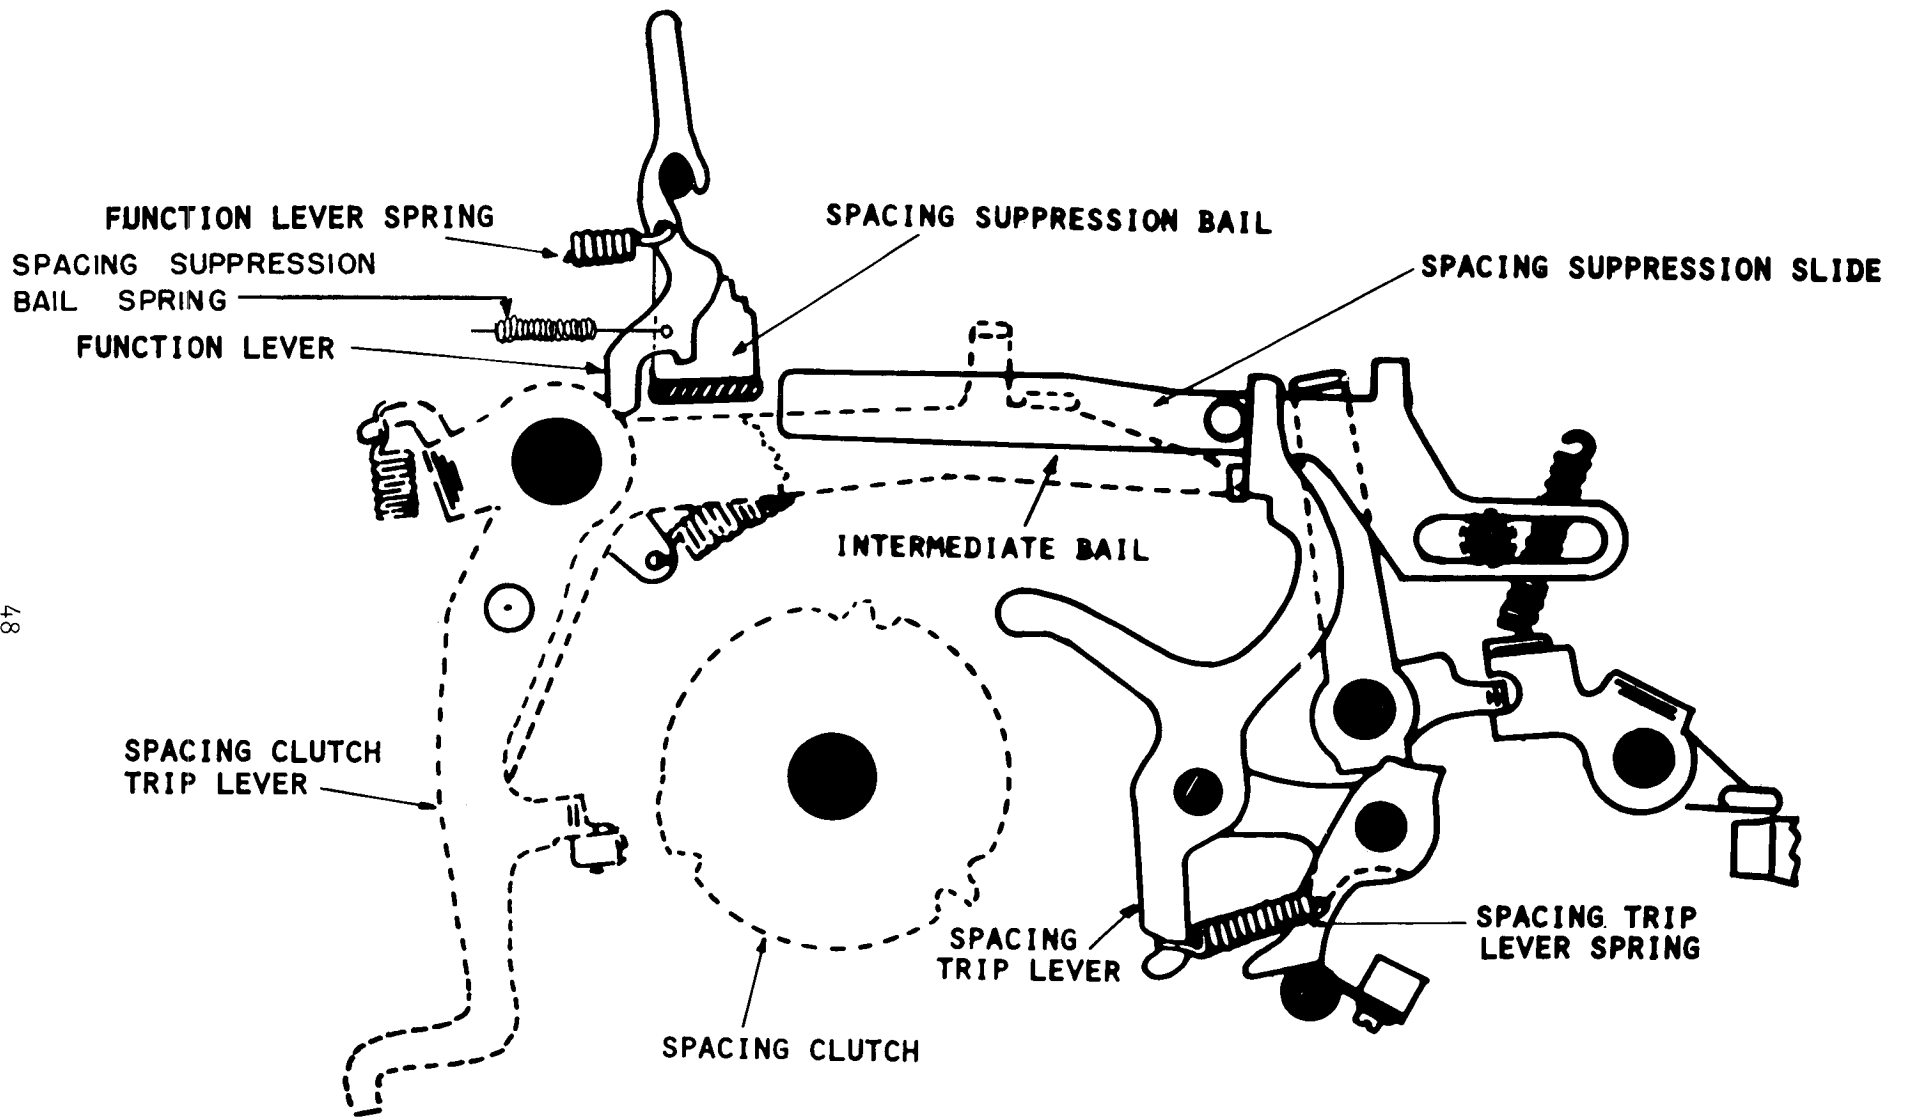 FUNCTION LEVER SPRING
SPACING SUPPRESSION
BAIL SPRING
FUNCTION LEVER
SPACING SUPPRESSION BAIL
SPACING SUPPRESSION SLIDE
INTERMEDIATE BAIL
48
SPACING CLUTCH
TRIP LEVER
SPACING
TRIP LEVER
SPACING TRIP
LEVER SPRING
SPACING CLUTCH